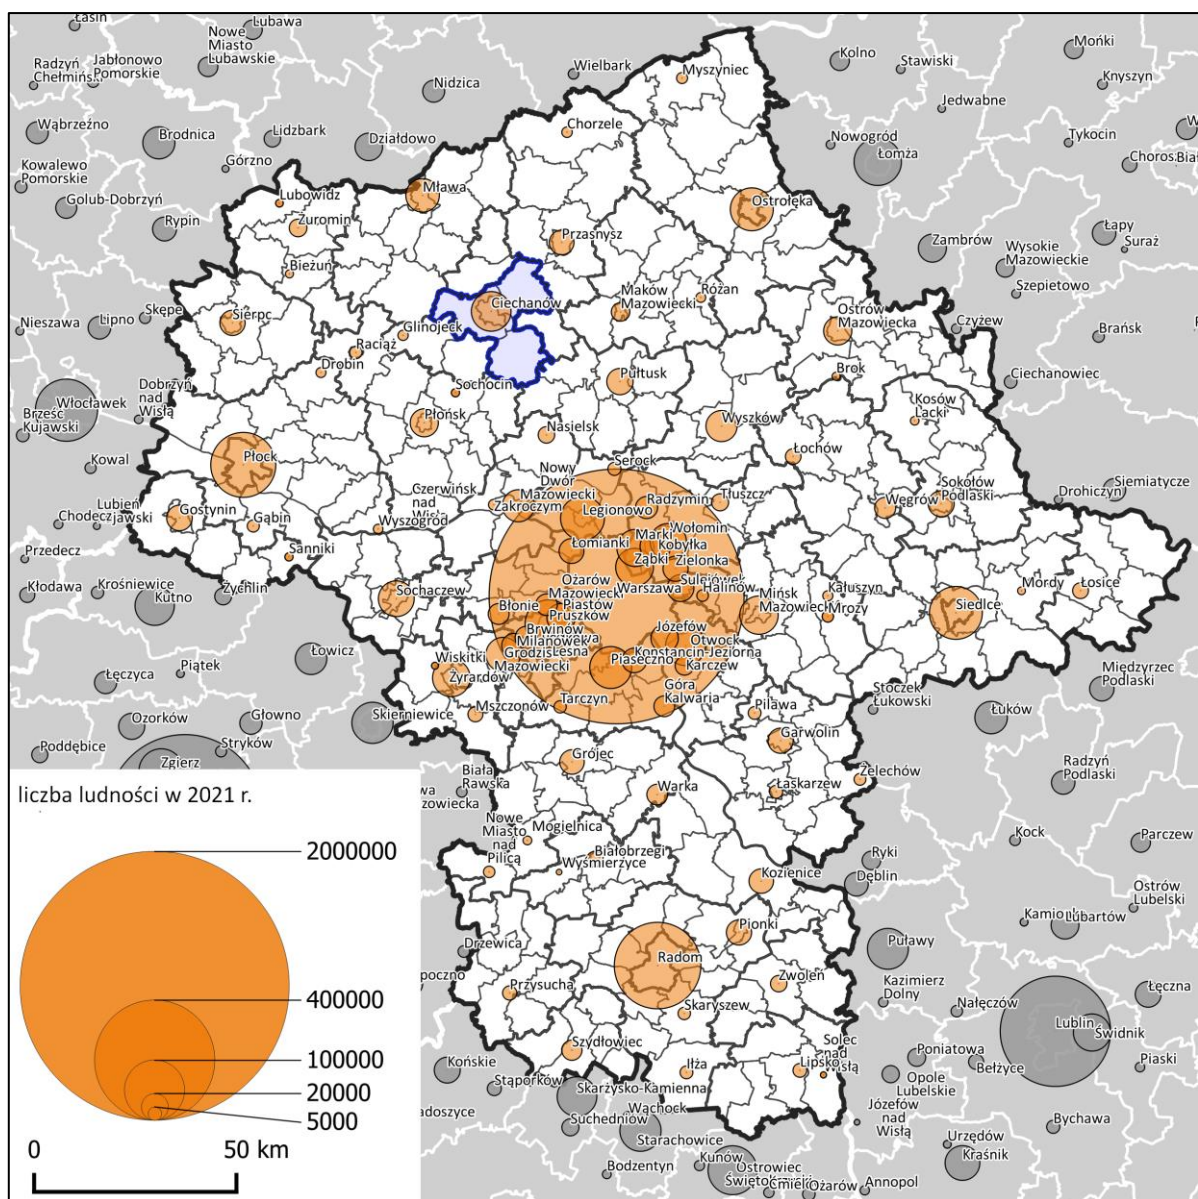 Łasin
Lubawa
Nowe
Miasto
Lubawskie
Radzyń
Jabłonowo
Pomorskie
Nidzica
Wielbark
Myszyniec
Kolno
Stawiski
Mońki
Knyszyn
Jedwabne
Wąbrzeźno
Brodnica
Lidzbark
Działdowo
Chorzele
Nowogród
Łomża
Tykocin
Choros
Kowalewo
Pomorskie
Górzno
Golub-Dobrzyń
Rypin
Lubowidz
Żuromin
Mława
Ostrołęka
Przasnysz
Zambrów
Wysokie
Mazowieckie
Łapy
Suraż
Szepietowo
Bieżuń
Ciechanów
Maków
Mazowiecki
Różan
Ostrów
Mazowiecka
Czyżew
Brańsk
Nieszawa
Lipno
Skępe
Sierpc
Glinojeck
Raciąż
Drobin
Sochocin
Pułtusk
Brok
Ciechanowiec
Dobrzyń
nad
Wisłą
Włocławek
Brześć
Kujawski
Płońsk
Nasielsk
Wyszków
Kosów
Lacki
Płock
Kowal
Serock
Łochów
Nowy
Dwór
Mazowiecki
Zakroczym
Legionowo
Radzymin
Tłuszcz
Węgrów
Sokołów
Podlaski
Drohiczyn
Siemiatycze
Czerwińsk
nad
Wyszogród
Lubień
Chodecz
Gostynin
Gąbin
Sanniki
Przedecz
Kłodawa
Krośniewice
Kutno
Żychlin
Sochaczew
Łomianki
Marki
Wołomin
Kobyłka
Ząbki
Zielonka
Ożarów
Mazowiecki
Warszawa
Sulejówek
Halinów
Mińsk
Mazowiecki
Kałuszyn
Mrozy
Siedlce
Mordy
Łosice
Błonie
Piastów
Pruszków
Brwinów
Milanówek
Lesna
Mazowiecki
Józefów
Otwock
Konstancin-Jeziorna
Piaseczno
Karczew
Góra
Kalwaria
Tarczyn
Wiskitki
Żyrardów
Mszczonów
Pilawa
Stoczek
Łukowski
Międzyrzec
Podlaski
Łuków
Łęczyca
Piątek
Łowicz
Ozorków
Głowno
Stryków
Skierniewice
Poddębice
Zgierz
Garwolin
Grójec
Żelechów
Radzyń
Podlaski
Łaskarzew
Biała
Rawska
Warka
Nowe
Miasto
nad
Pilicą
Mogielnica
Białobrzegi
Wyśmierzyce
Kozienice
Ryki
Dęblin
Kock
Parczew
Ostrów
Lubelski
Lubartów
Pionki
Puławy
Radom
Drzewica
Przysucha
Zwoleń
Kazimierz
Dolny
Nałęczów
Łęczna
Lublin
Świdnik
Skaryszew
Szydłowiec
Iłża
Lipsko
Solec
nad
Wisłą
Poniatowa
Bełżyce
Piaski
Opole
Lubelskie
Końskie
Stąporków
Skarżysko-Kamienna
Suchedniów
Wąchock
Starachowice
Józefów
nad
Wisłą
Bychawa
Urzędów
Kraśnik
Kunów
Bodzentyn
Ostrowiec
Ożarów
Annopol
liczba ludności w 2021 r.
2000000
400000
100000
20000
5000
0 50 km